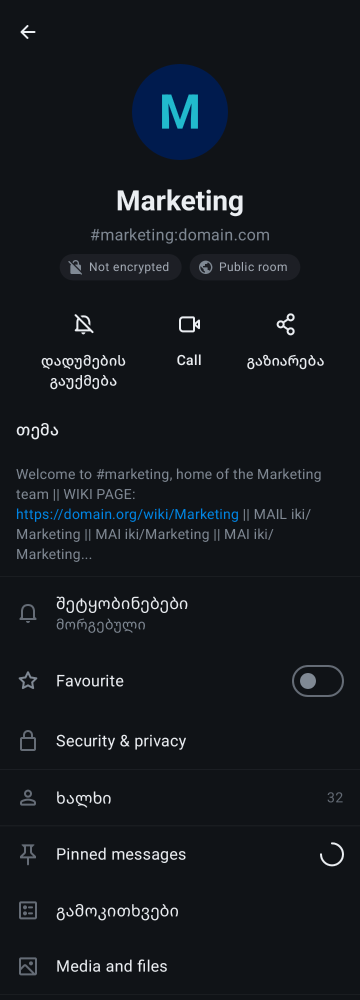 M
Marketing
#marketing:domain.com
Not encrypted
Public room
დადუმების
გაუქმება
Call
გაზიარება
თემა
Welcome to #marketing, home of the Marketing
team || WIKI PAGE:
https://domain.org/wiki/Marketing || MAIL iki/
Marketing || MAI iki/Marketing || MAI iki/
Marketing...
შეტყობინებები
მორგებული
Favourite
Security & privacy
ხალხი
32
Pinned messages
გამოკითხვები
Media and files